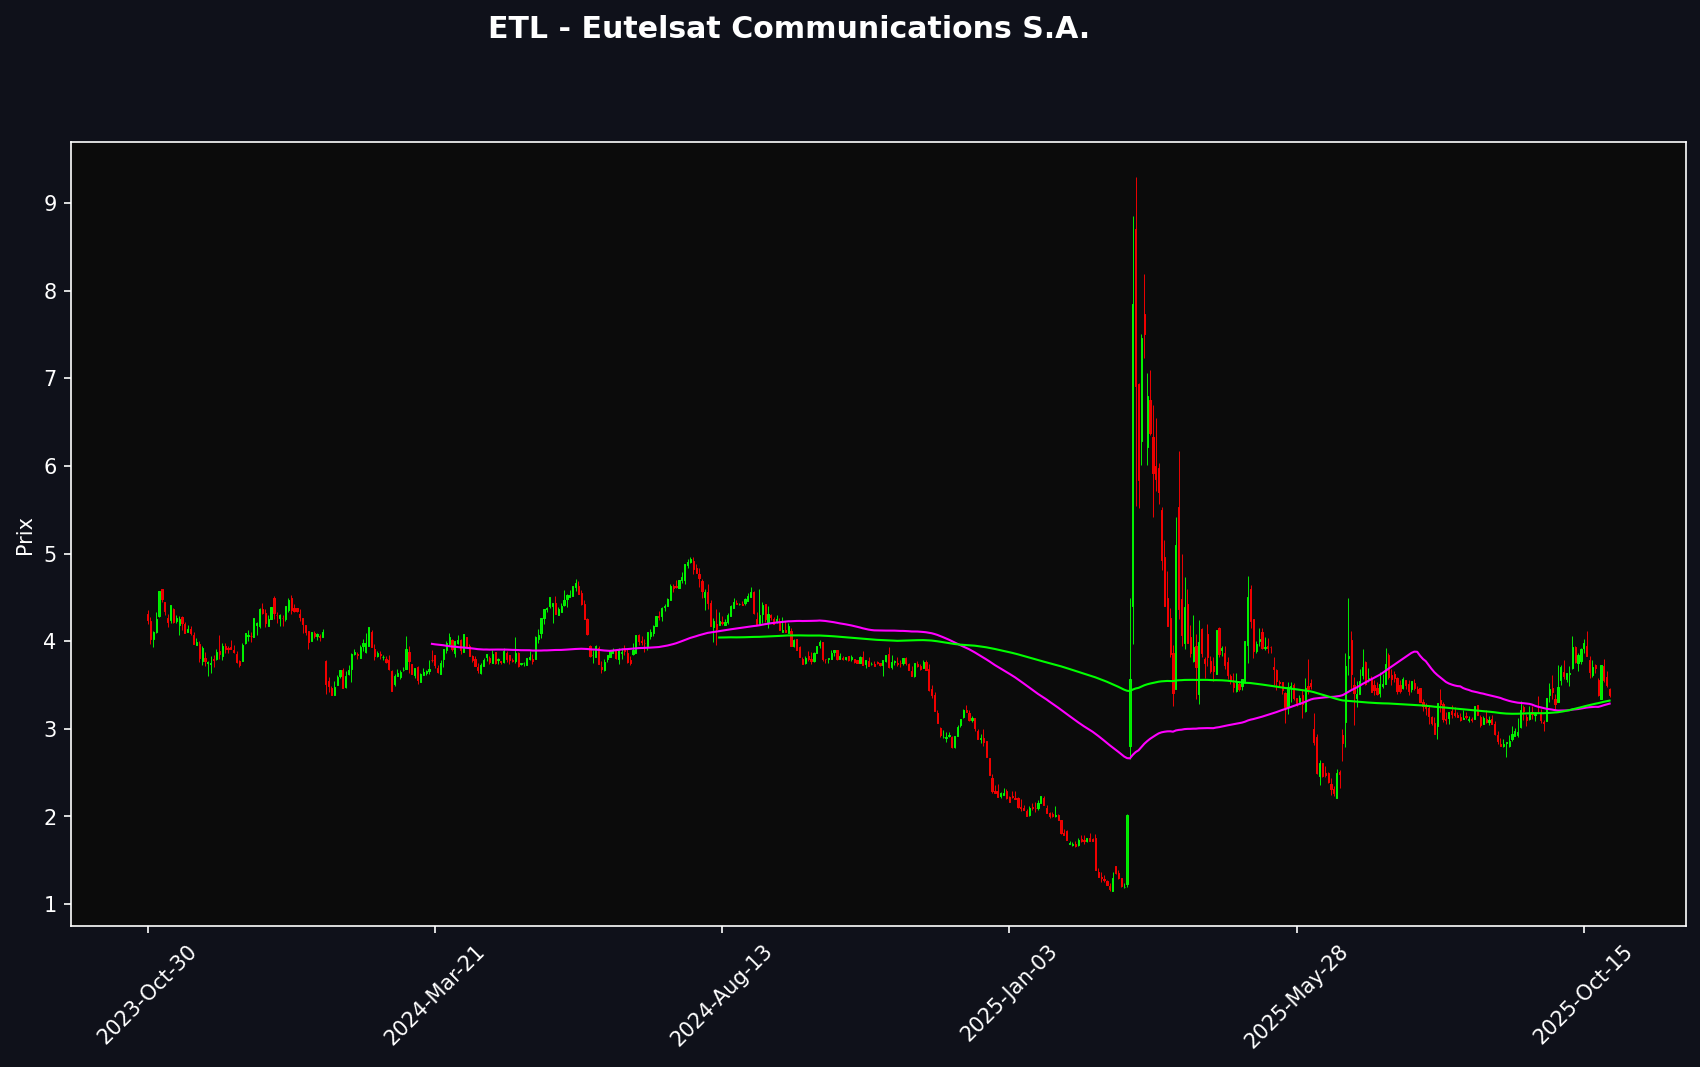 ETL - Eutelsat Communications S.A.
Prix
9
8
7
6
5
4
3
2
1
2023-Oct-30
2024-Mar-21
2024-Aug-13
2025-Jan-03
2025-May-28
2025-Oct-15